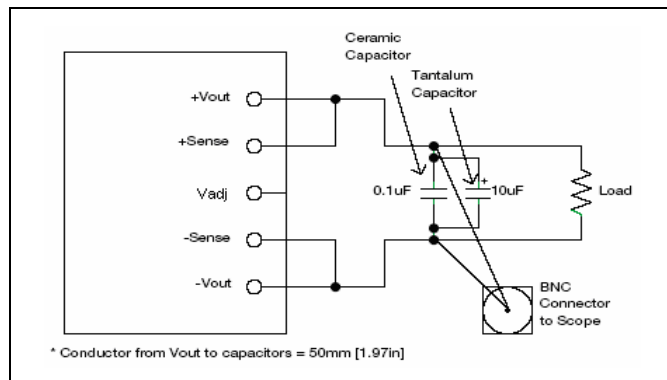 Ceramic
Capacitor
Tantalum
Capacitor
+Vout
+Sense
Vadj
-Sense
-Vout
0.1uF
+
10uF
Load
BNC
Connector
to Scope
* Conductor from Vout to capacitors = 50mm [1.97in]